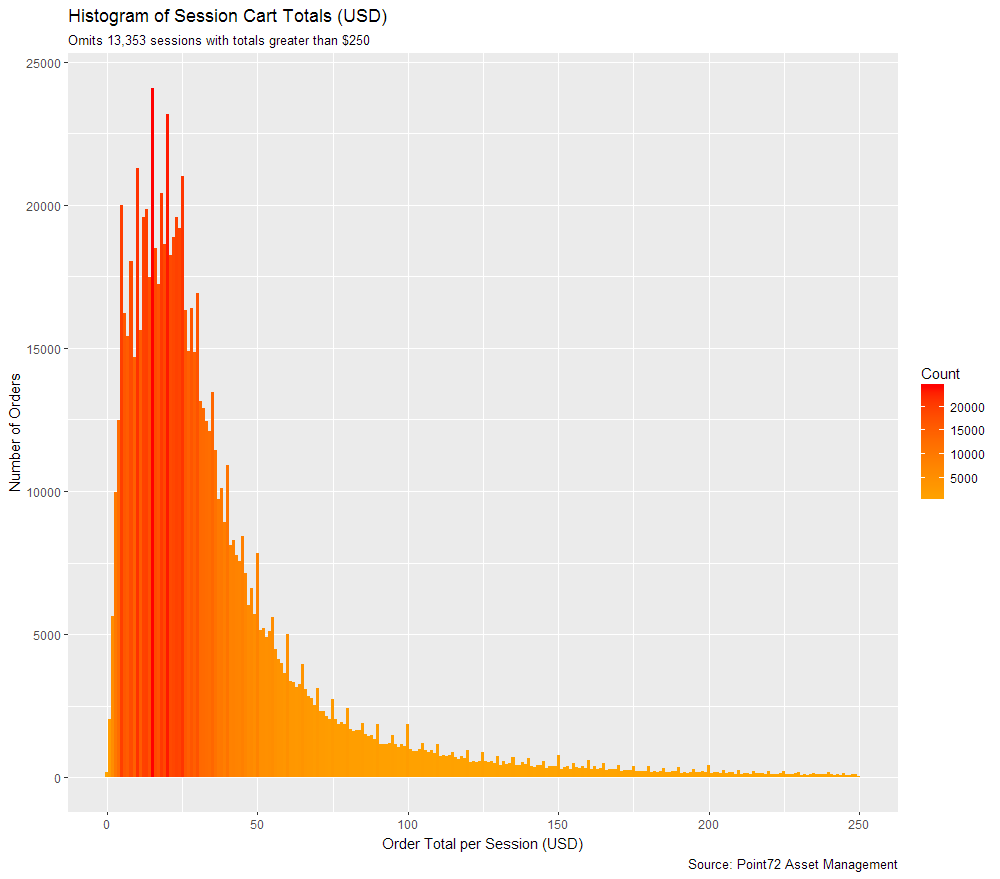 Histogram of Session Cart Totals (USD)
Omits 13,353 sessions with totals greater than $250
25000
20000
15000
10000
5000
0
Number of Orders
0 50 100 150 200 250
Order Total per Session (USD)
Count
20000
15000
10000
5000
Source: Point72 Asset Management